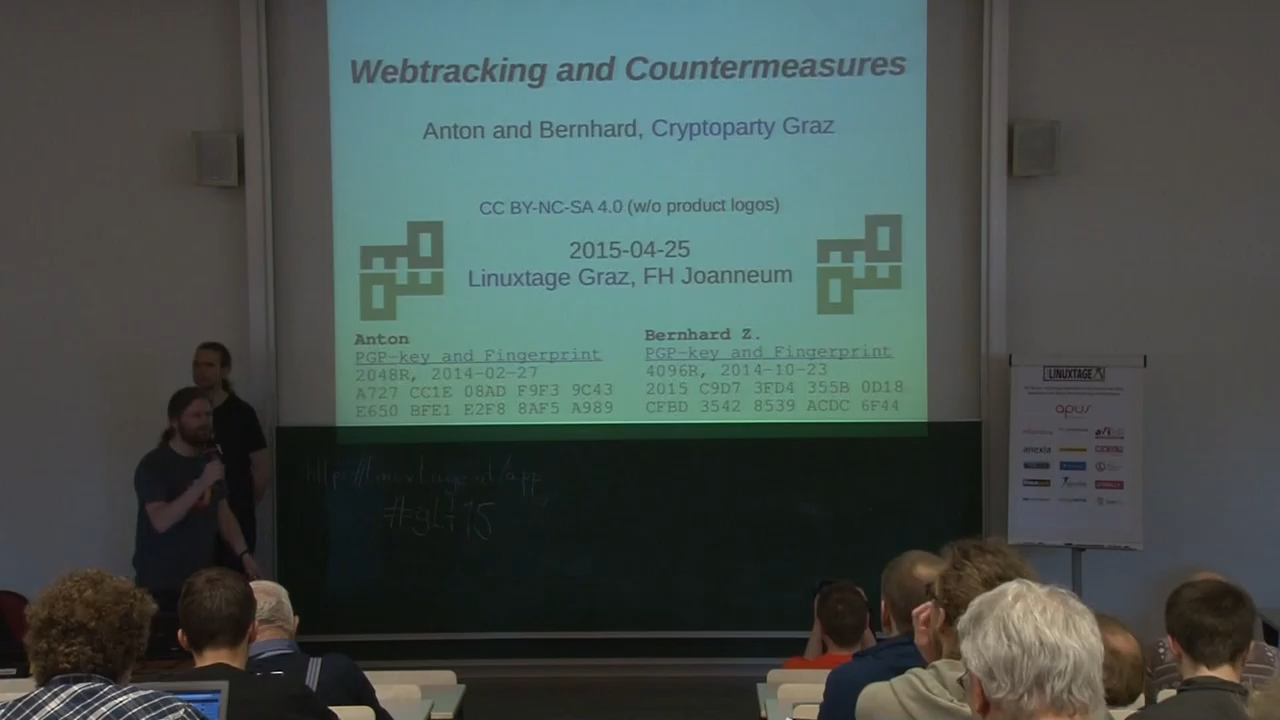 Webtracking and Countermeasures
Anton and Bernhard, Cryptoparty Graz
CC BY-NC-SA 4.0 (w/o product logos)
2015-04-25
Linuxtage Graz, FH Joanneum
Anton
PGP-key and Fingerprint
2048R, 2014-02-27
A727 CC1E 08AD F9F3 9C43
E650 BFE1 E2F8 8AF5 A989
Bernhard Z.
PGP-key and Fingerprint
4096R, 2014-10-23
2015 C9D7 3FD4 355B 0D18
CFBD 3542 8539 ACDC 6F44
#glt15
LINUXTAGE
apus
anexia